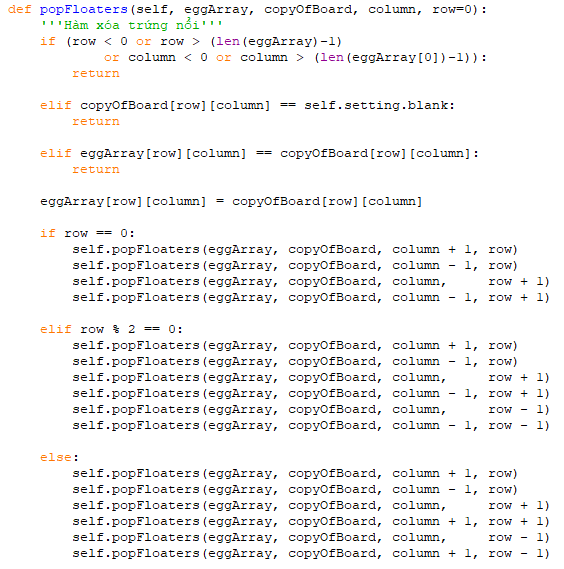 def popFloaters(self, eggArray, copyOfBoard, column, row=0):
    '''Hàm xóa trứng nổi'''
    if (row < 0 or row > (len(eggArray)-1)
            or column < 0 or column > (len(eggArray[0])-1)):
        return

    elif copyOfBoard[row][column] == self.setting.blank:
        return

    elif eggArray[row][column] == copyOfBoard[row][column]:
        return

    eggArray[row][column] = copyOfBoard[row][column]

    if row == 0:
        self.popFloaters(eggArray, copyOfBoard, column + 1, row)
        self.popFloaters(eggArray, copyOfBoard, column - 1, row)
        self.popFloaters(eggArray, copyOfBoard, column,     row + 1)
        self.popFloaters(eggArray, copyOfBoard, column - 1, row + 1)

    elif row % 2 == 0:
        self.popFloaters(eggArray, copyOfBoard, column + 1, row)
        self.popFloaters(eggArray, copyOfBoard, column - 1, row)
        self.popFloaters(eggArray, copyOfBoard, column,     row + 1)
        self.popFloaters(eggArray, copyOfBoard, column - 1, row + 1)
        self.popFloaters(eggArray, copyOfBoard, column,     row - 1)
        self.popFloaters(eggArray, copyOfBoard, column - 1, row - 1)

    else:
        self.popFloaters(eggArray, copyOfBoard, column + 1, row)
        self.popFloaters(eggArray, copyOfBoard, column - 1, row)
        self.popFloaters(eggArray, copyOfBoard, column,     row + 1)
        self.popFloaters(eggArray, copyOfBoard, column + 1, row + 1)
        self.popFloaters(eggArray, copyOfBoard, column,     row - 1)
        self.popFloaters(eggArray, copyOfBoard, column + 1, row - 1)